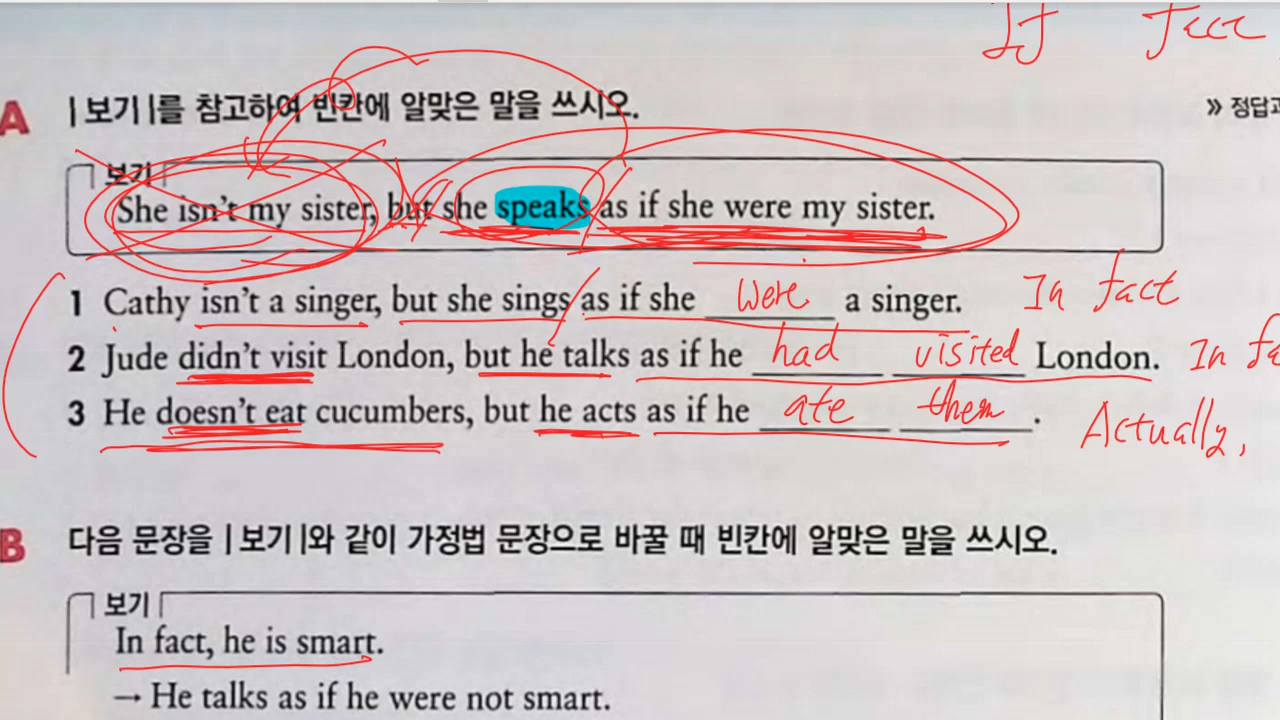 If fact
A |보기|를 참고하여 빈칸에 알맞은 말을 쓰시오. » 정답과
보기
She isn't my sister, but she speaks as if she were my sister.
1 Cathy isn't a singer, but she sings as if she were a singer. In fact
2 Jude didn't visit London, but he talks as if he had visited London. In fa
3 He doesn't eat cucumbers, but he acts as if he ate them. Actually,
B 다음 문장을 |보기|와 같이 가정법 문장으로 바꿀 때 빈칸에 알맞은 말을 쓰시오.
보기
In fact, he is smart.
→ He talks as if he were not smart.